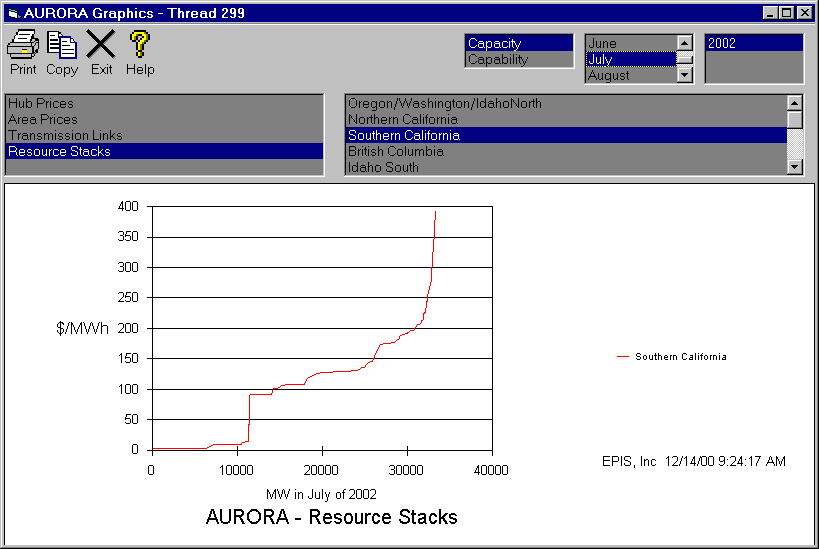 AURORA Graphics - Thread 299
Print Copy Exit Help
Capacity
Capability
June
July
August
2002
Hub Prices
Area Prices
Transmission Links
Resource Stacks
Oregon/Washington/IdahoNorth
Northern California
Southern California
British Columbia
Idaho South
400
350
300
250
$/MWh 200
150
100
50
0
0 10000 20000 30000 40000
MW in July of 2002
AURORA - Resource Stacks
Southern California
EPIS, Inc 12/14/00 9:24:17 AM